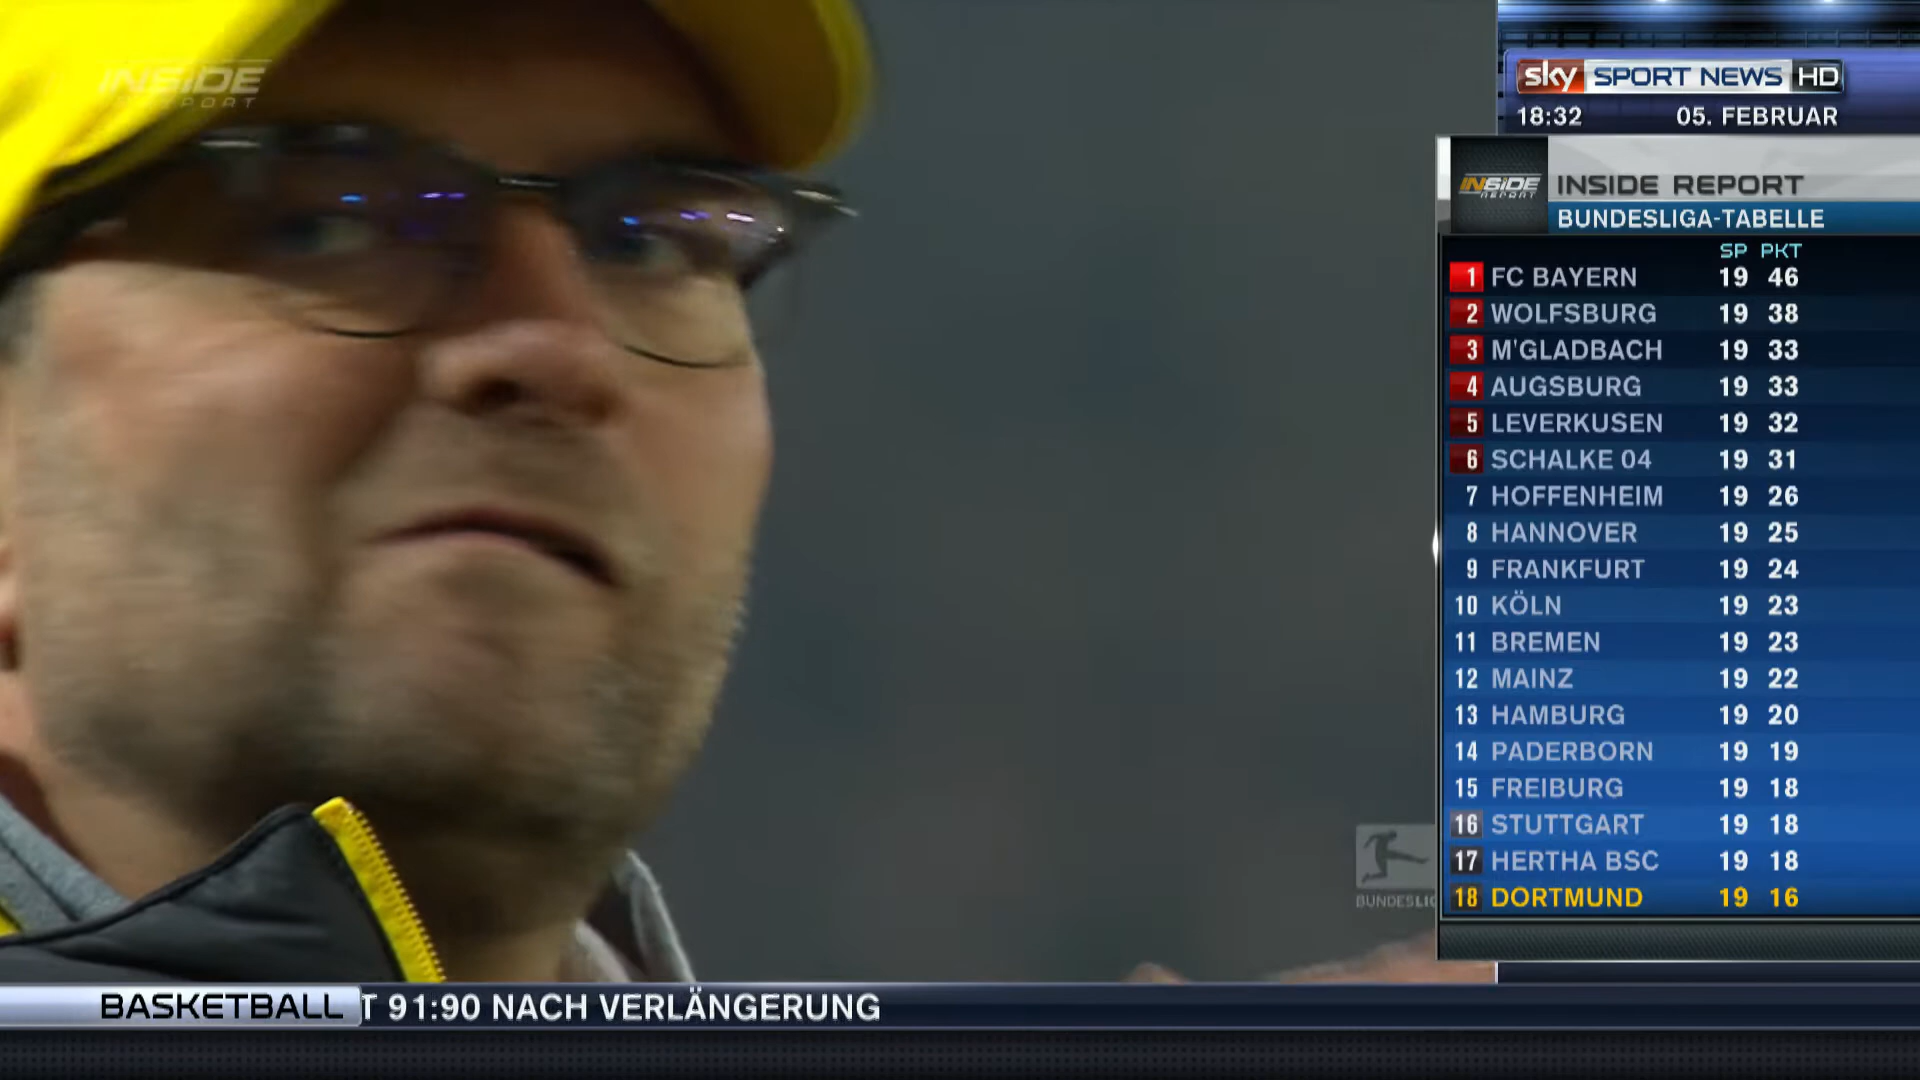 INSIDE
REPORT
sky SPORT NEWS HD
18:32 05. FEBRUAR
INSIDE REPORT
INSIDE REPORT
BUNDESLIGA-TABELLE
SP PKT
1 FC BAYERN 19 46
2 WOLFSBURG 19 38
3 M'GLADBACH 19 33
4 AUGSBURG 19 33
5 LEVERKUSEN 19 32
6 SCHALKE 04 19 31
7 HOFFENHEIM 19 26
8 HANNOVER 19 25
9 FRANKFURT 19 24
10 KÖLN 19 23
11 BREMEN 19 23
12 MAINZ 19 22
13 HAMBURG 19 20
14 PADERBORN 19 19
15 FREIBURG 19 18
16 STUTTGART 19 18
17 HERTHA BSC 19 18
18 DORTMUND 19 16
BUNDESLIG
BASKETBALL T 91:90 NACH VERLÄNGERUNG